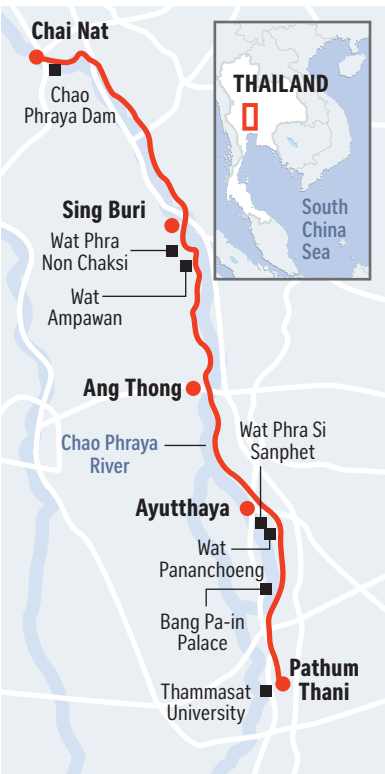 Chai Nat
Chao
Phraya Dam
THAILAND
South
China
Sea
Sing Buri
Wat Phra
Non Chaksi
Wat
Ampawan
Ang Thong
Chao Phraya
River
Wat Phra Si
Sanphet
Ayutthaya
Wat
Pananchoeng
Bang Pa-in
Palace
Pathum
Thani
Thammasat
University